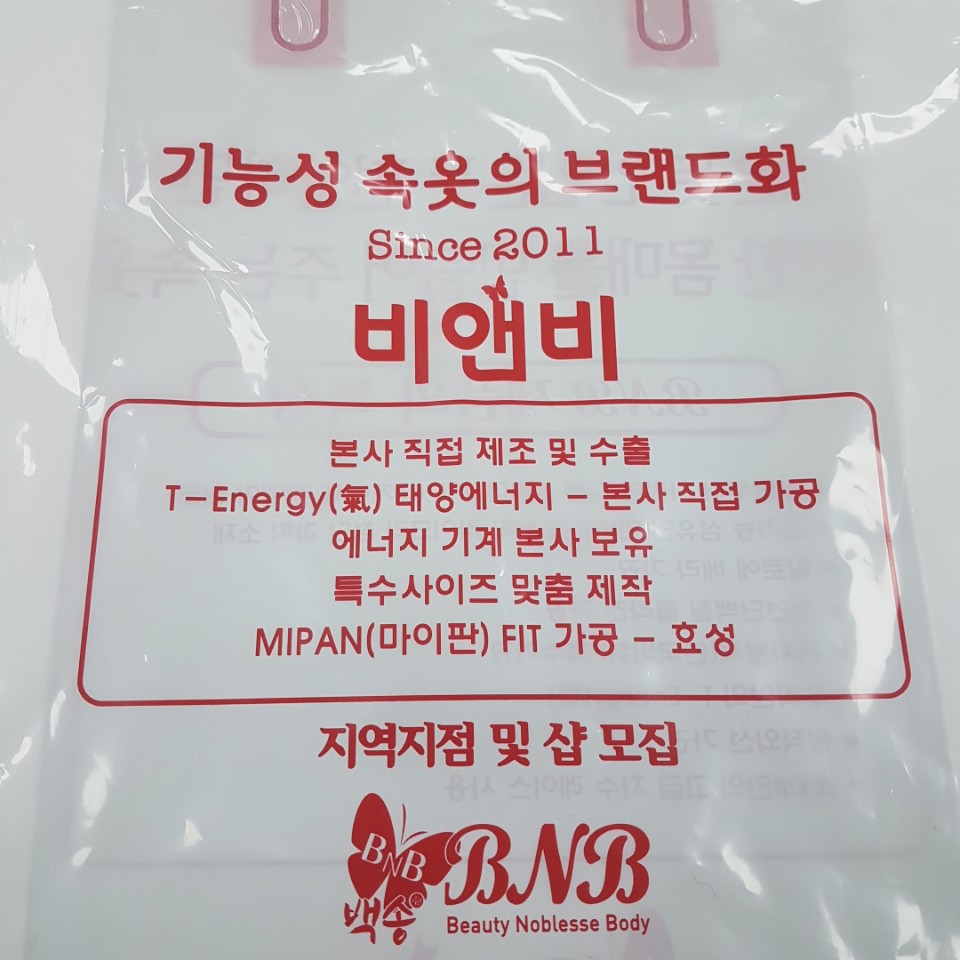 기능성 속옷의 브랜드화
Since 2011
비앤비
본사 직접 제조 및 수출
T-Energy(氣) 태양에너지 - 본사 직접 가공
에너지 기계 본사 보유
특수사이즈 맞춤 제작
MIPAN(마이판) FIT 가공 - 효성
지역지점 및 샵 모집
BNB
백송
BNB
Beauty Noblesse Body